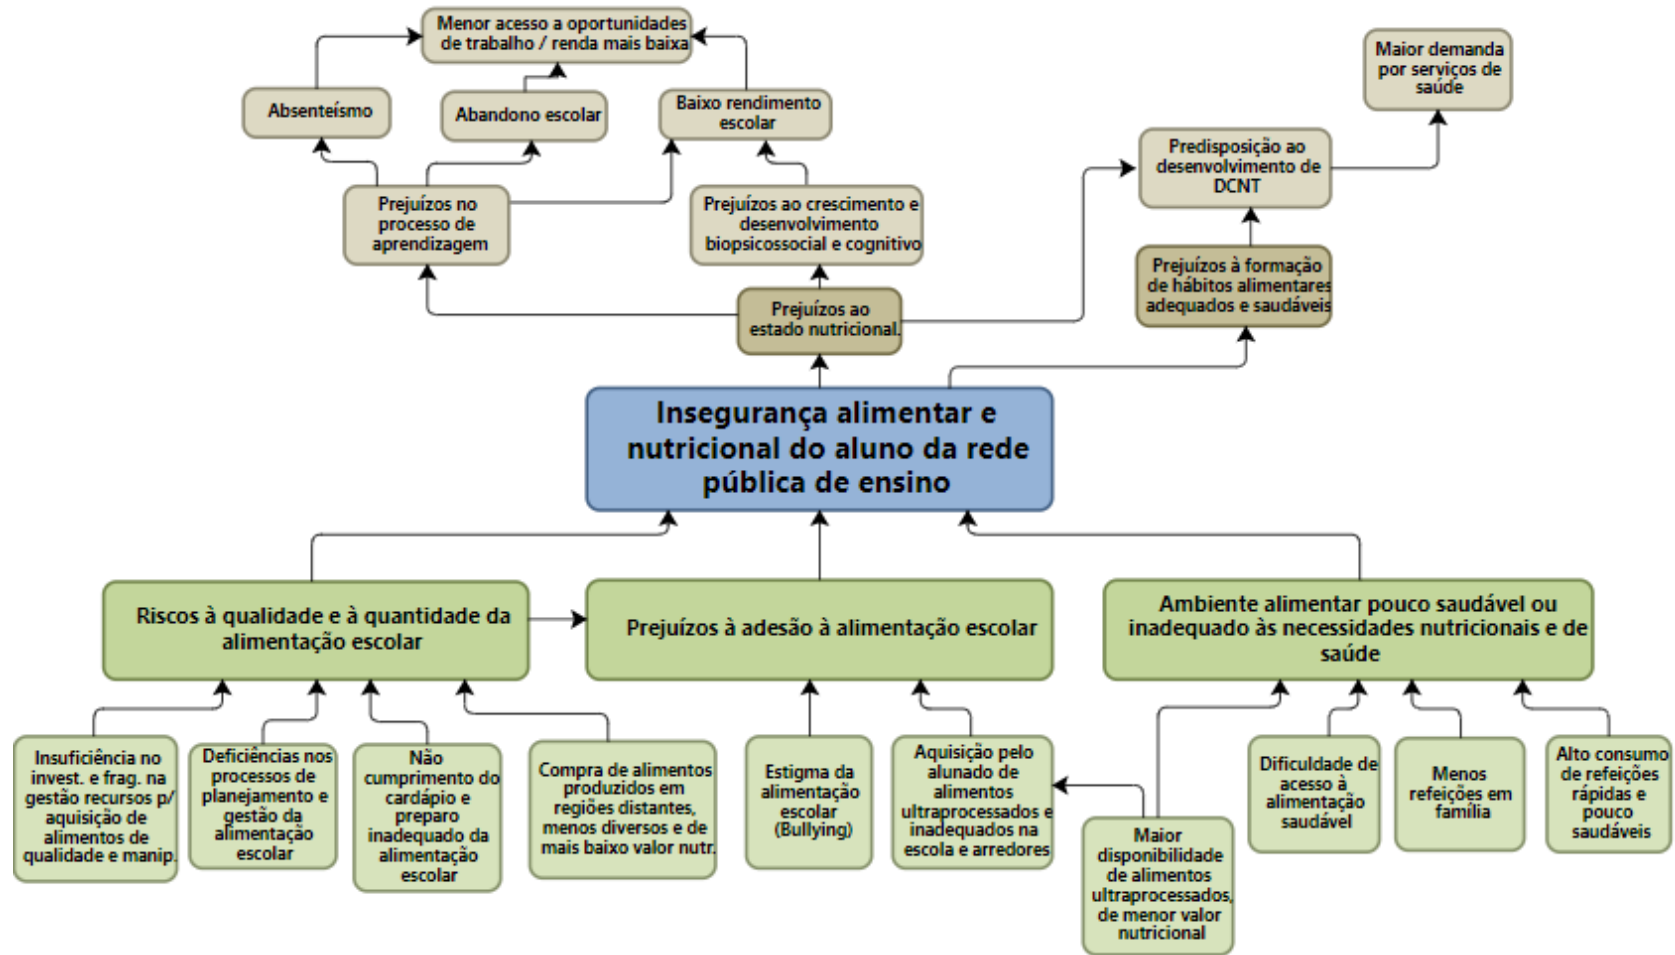 Menor acesso a oportunidades
de trabalho / renda mais baixa
Maior demanda
por serviços de
saúde
Absenteísmo
Abandono escolar
Baixo rendimento
escolar
Predisposição ao
desenvolvimento de
DCNT
Prejuízos no
processo de
aprendizagem
Prejuízos ao crescimento e
desenvolvimento
biopsicossocial e cognitivo
Prejuízos à formação
de hábitos alimentares
adequados e saudáveis
Prejuízos ao
estado nutricional.
Insegurança alimentar e
nutricional do aluno da rede
pública de ensino
Riscos à qualidade e à quantidade da
alimentação escolar
Prejuízos à adesão à alimentação escolar
Ambiente alimentar pouco saudável ou
inadequado às necessidades nutricionais e de
saúde
Insuficiência no
invest. e frag. na
gestão recursos p/
aquisição de
alimentos de
qualidade e manip.
Deficiências nos
processos de
planejamento e
gestão da
alimentação
escolar
Não
cumprimento do
cardápio e
preparo
inadequado da
alimentação
escolar
Compra de alimentos
produzidos em
regiões distantes,
menos diversos e de
mais baixo valor nutr.
Estigma da
alimentação
escolar
(Bullying)
Aquisição pelo
alunado de
alimentos
ultraprocessados e
inadequados na
escola e arredores
Maior
disponibilidade
de alimentos
ultraprocessados,
de menor valor
nutricional
Dificuldade de
acesso à
alimentação
saudável
Menos
refeições em
família
Alto consumo
de refeições
rápidas e
pouco
saudáveis